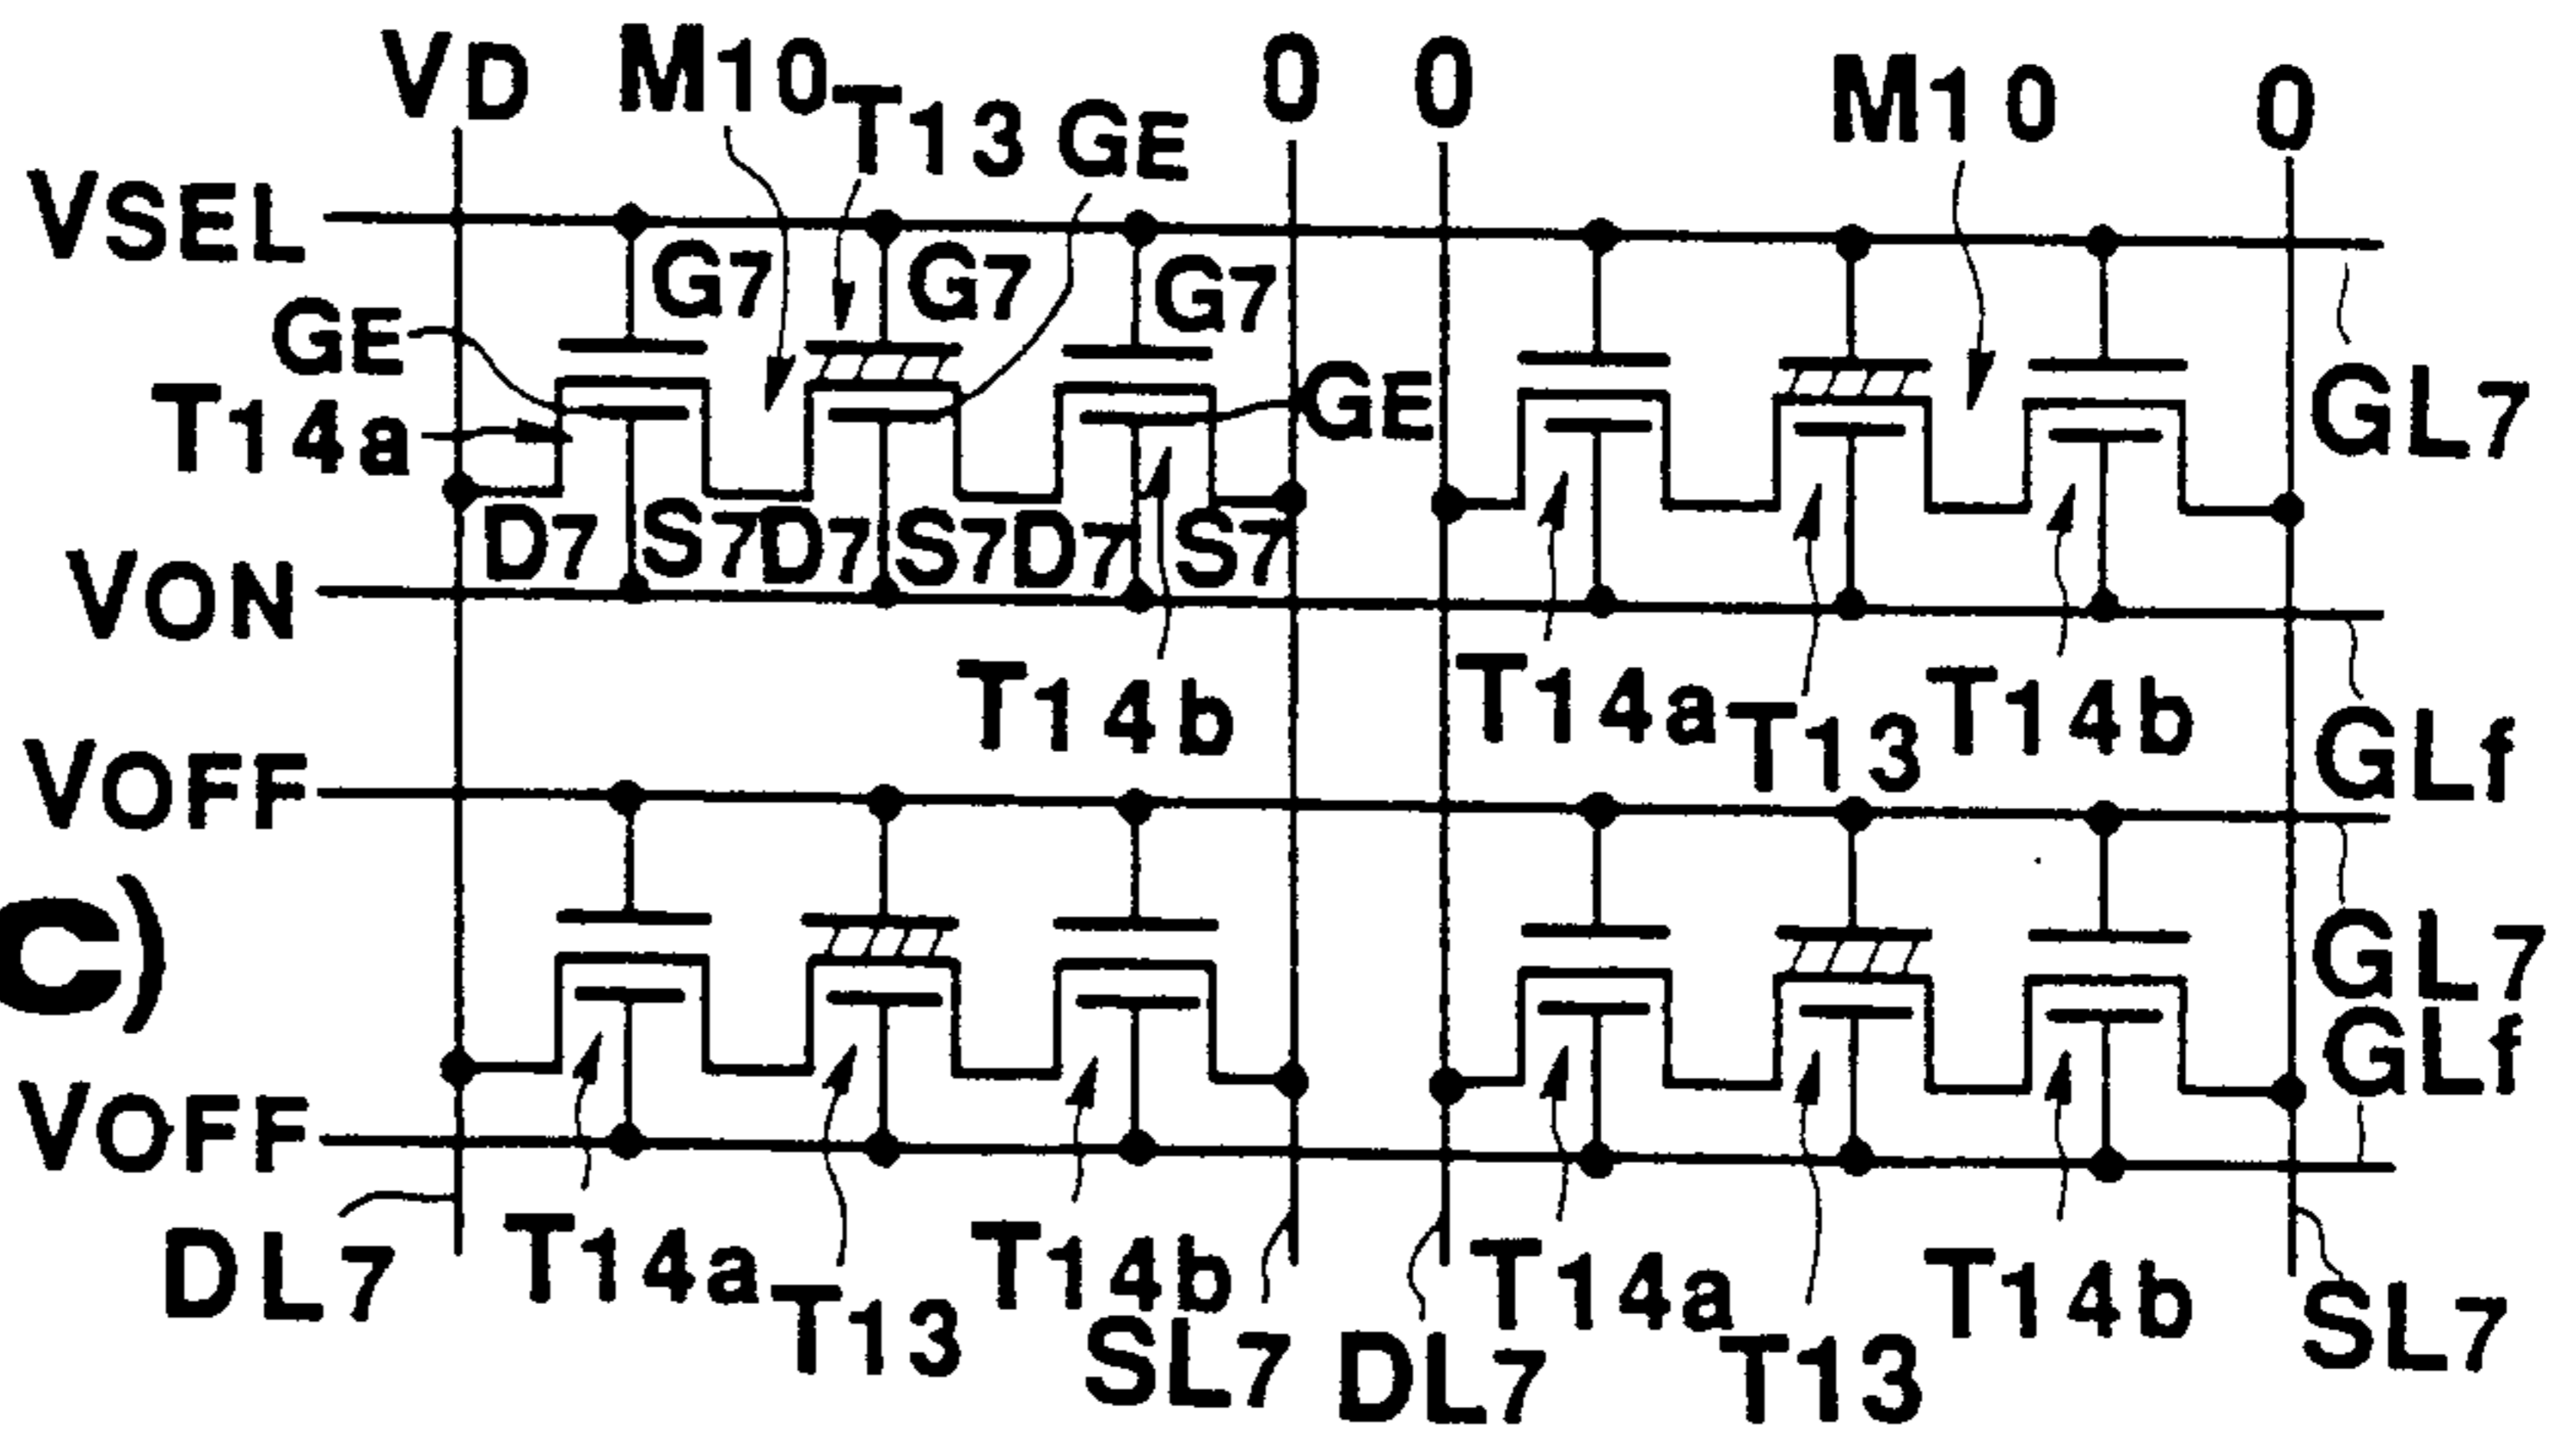 VD M10 T13 GE 0 0 M10 0
VSEL
G7 G7 G7
GE
T14a GE GL7
D7 S7 D7 S7 D7 S7
VON
T14b T14a T13 T14b GLf
VOFF
C)
GL7
GLf
VOFF
DL7 T14a T13 T14b SL7 DL7 T14a T13 T14b SL7